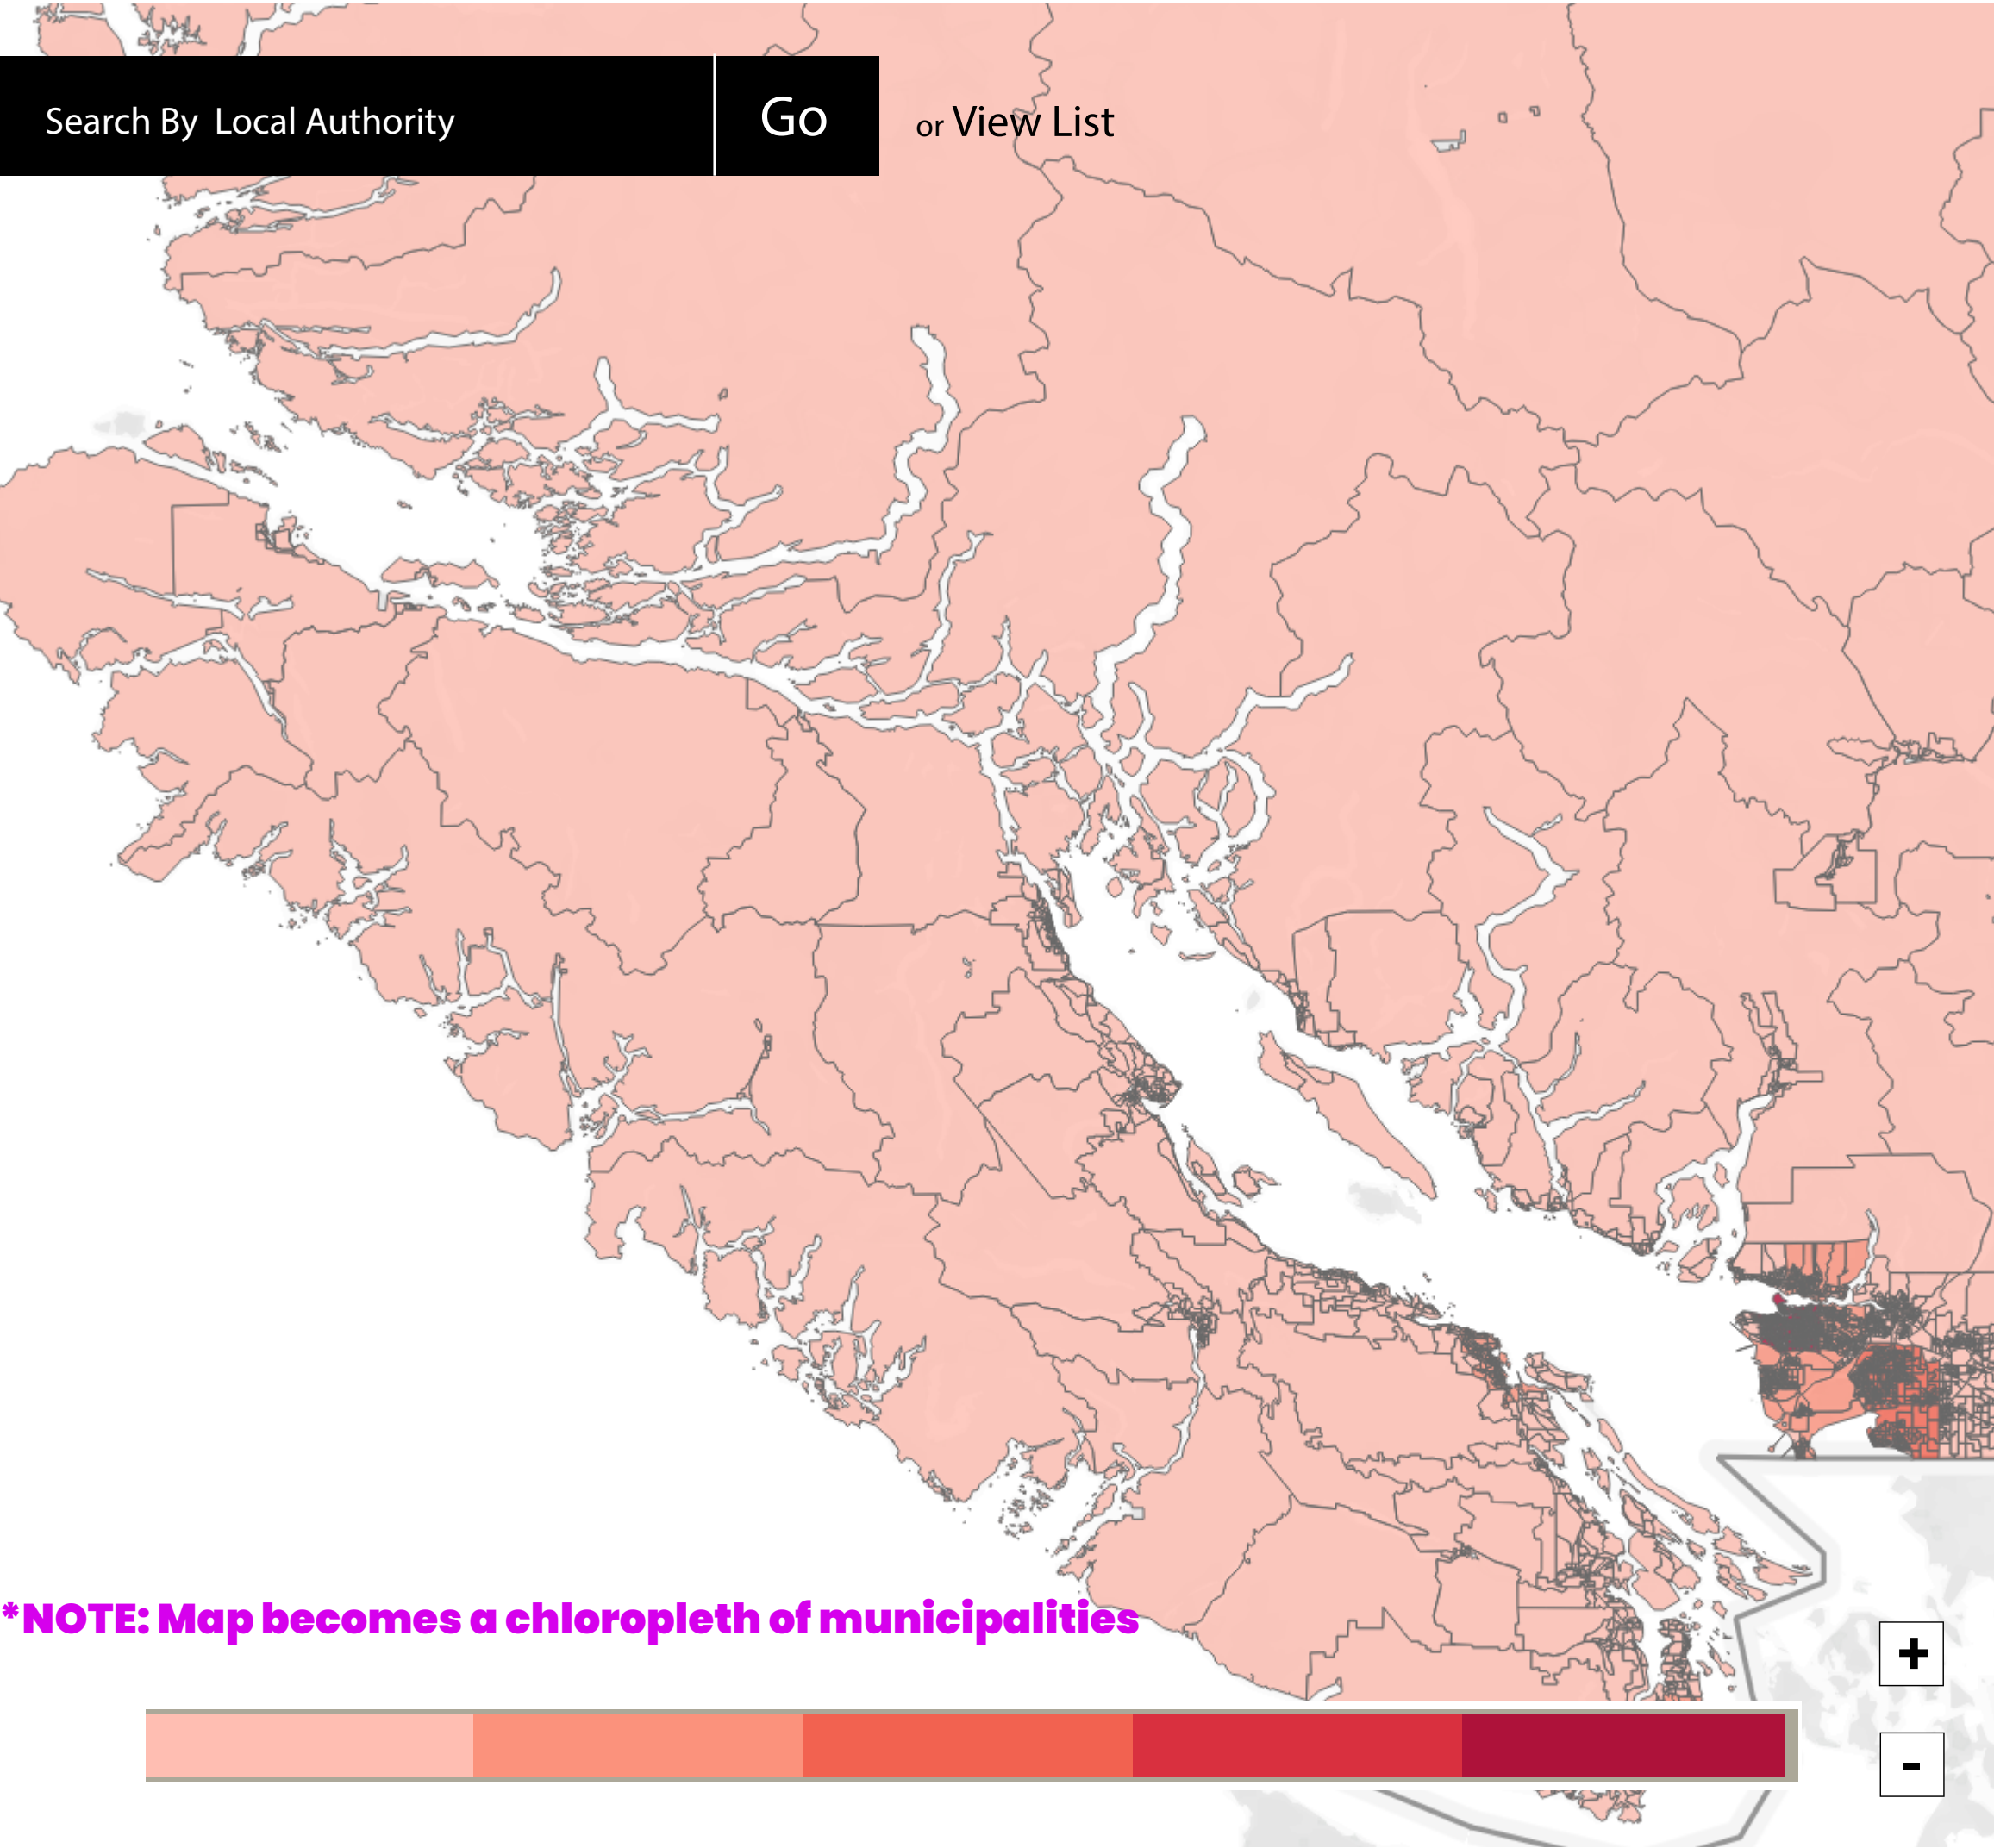 Search By Local Authority
Go
or View List
*NOTE: Map becomes a chloropleth of municipalities
+
-